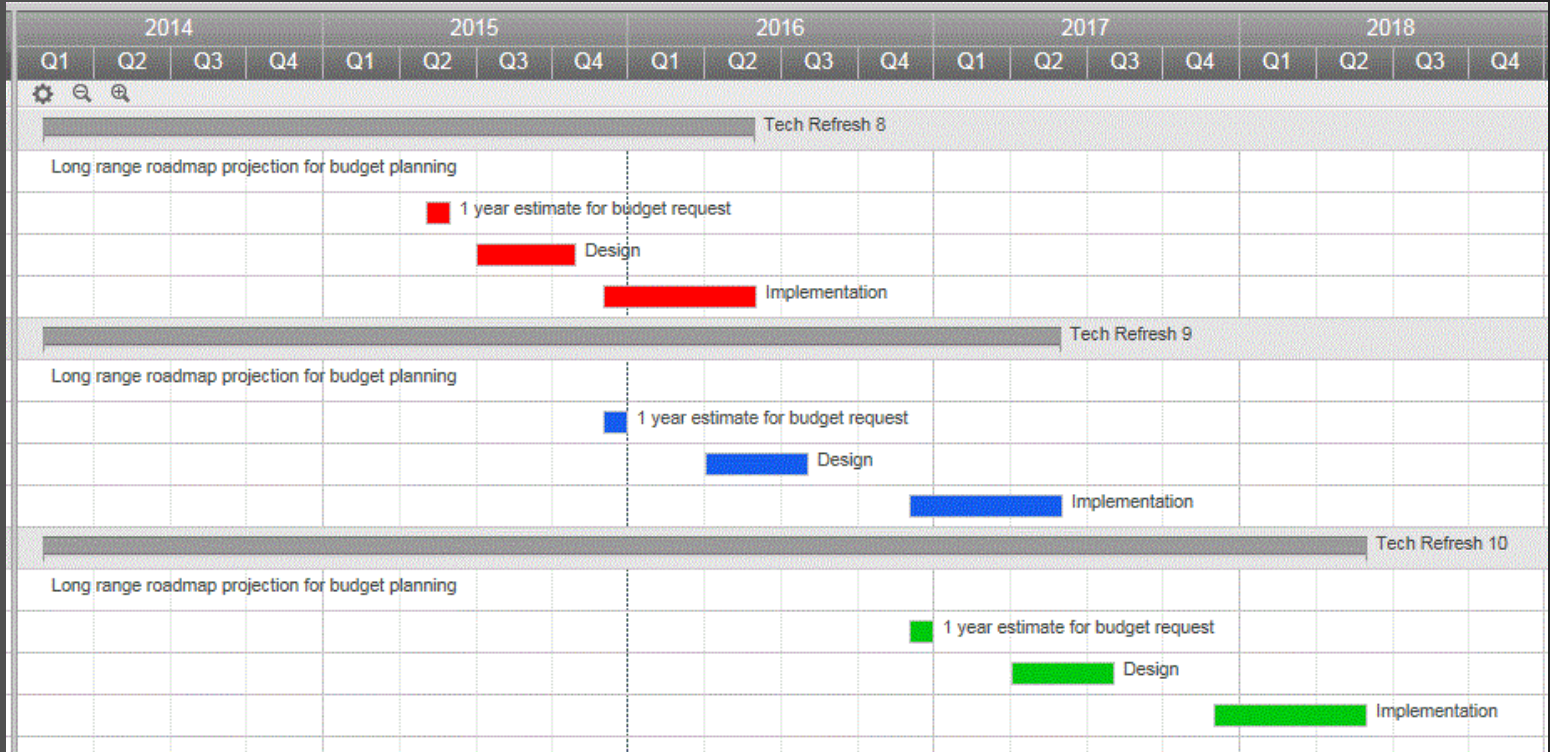 2014 2015 2016 2017 2018
Q1 Q2 Q3 Q4 Q1 Q2 Q3 Q4 Q1 Q2 Q3 Q4 Q1 Q2 Q3 Q4 Q1 Q2 Q3 Q4
Tech Refresh 8
Long range roadmap projection for budget planning
1 year estimate for budget request
Design
Implementation
Tech Refresh 9
Long range roadmap projection for budget planning
1 year estimate for budget request
Design
Implementation
Tech Refresh 10
Long range roadmap projection for budget planning
1 year estimate for budget request
Design
Implementation